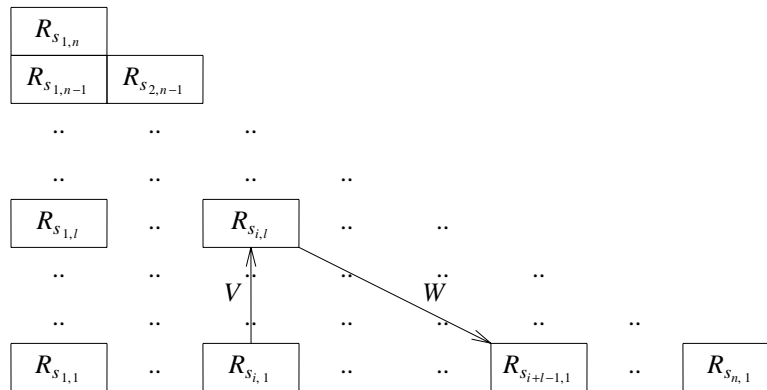 R_{s_{1,n}}
R_{s_{1,n-1}} R_{s_{2,n-1}}
.. .. ..
.. .. .. ..
R_{s_{1,l}} .. R_{s_{i,l}} .. ..
.. .. .. .. .. ..
V W
.. .. .. .. .. .. ..
R_{s_{1,1}} .. R_{s_{i,1}} .. .. R_{s_{i+l-1,1}} .. R_{s_{n,1}}